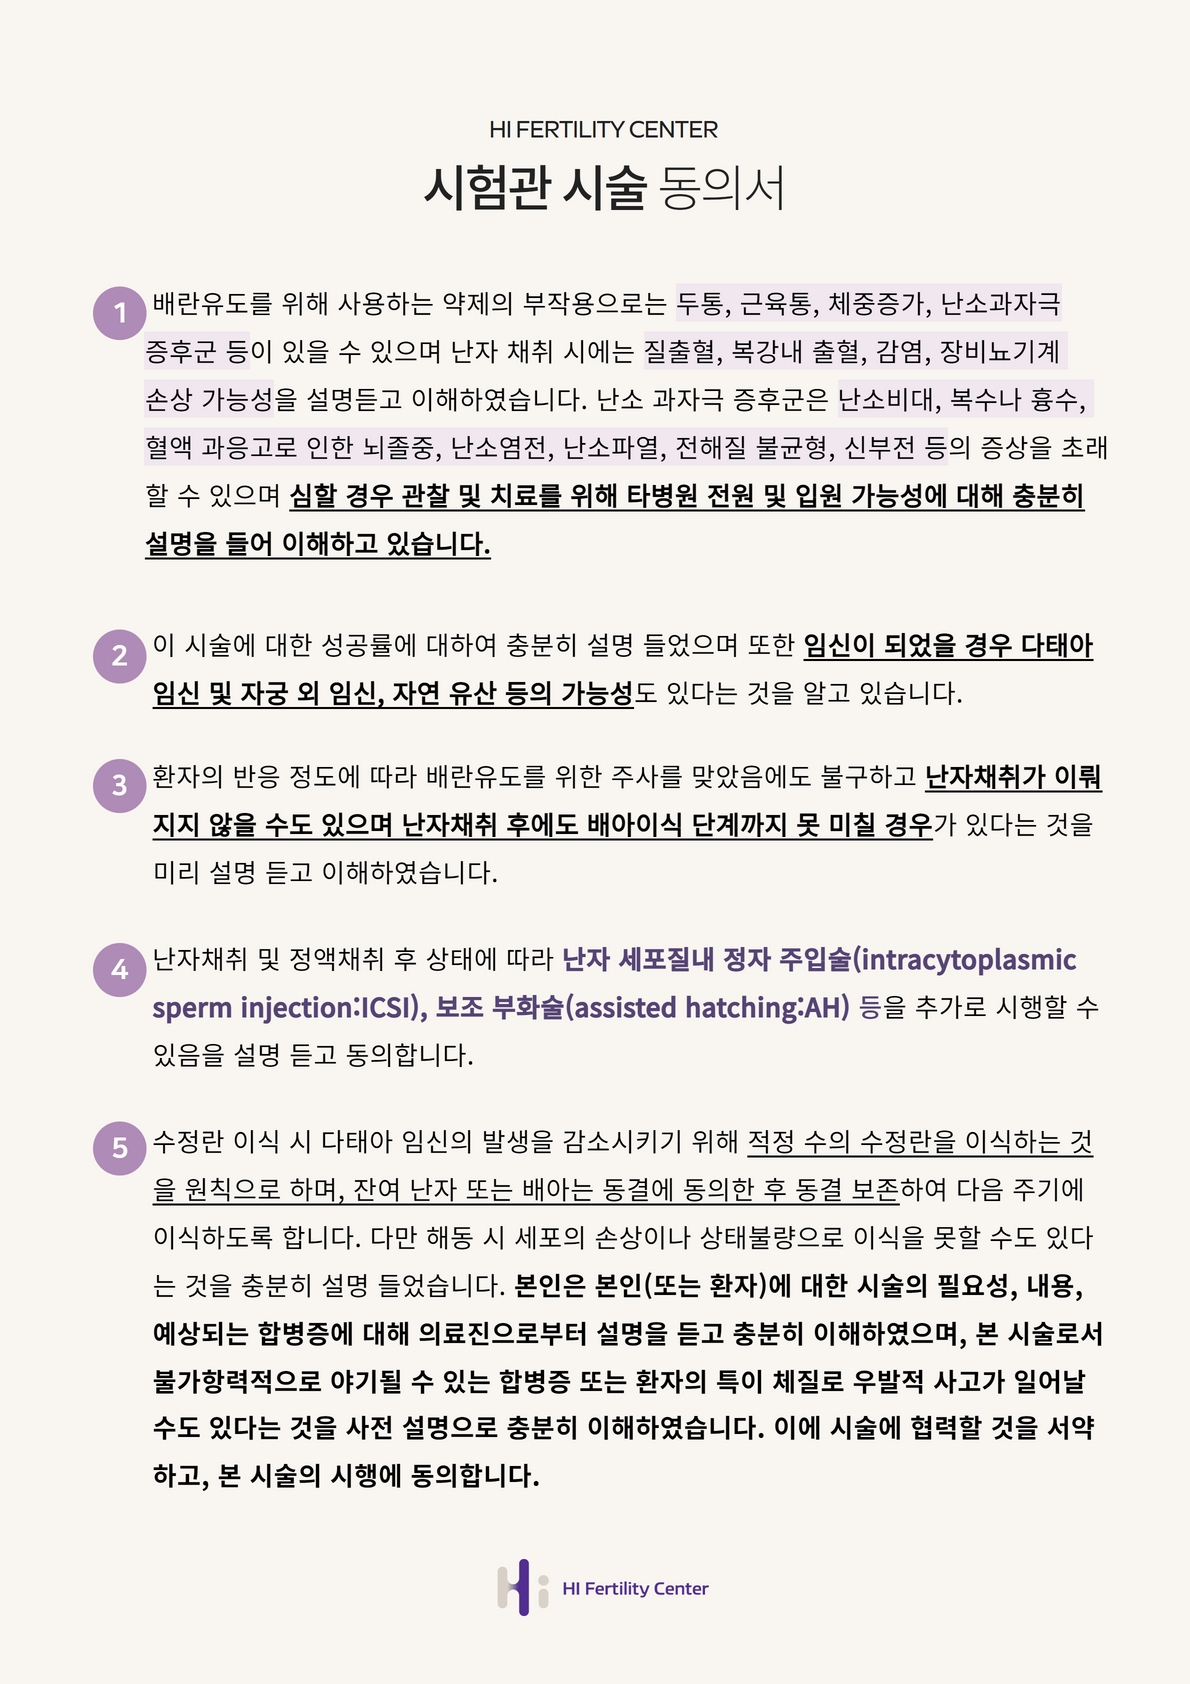 HI FERTILITY CENTER
시험관 시술 동의서
1 배란유도를 위해 사용하는 약제의 부작용으로는 두통, 근육통, 체중증가, 난소과자극
증후군 등이 있을 수 있으며 난자 채취 시에는 질출혈, 복강내 출혈, 감염, 장비뇨기계
손상 가능성을 설명듣고 이해하였습니다. 난소 과자극 증후군은 난소비대, 복수나 흉수,
혈액 과응고로 인한 뇌졸중, 난소염전, 난소파열, 전해질 불균형, 신부전 등의 증상을 초래
할 수 있으며 심할 경우 관찰 및 치료를 위해 타병원 전원 및 입원 가능성에 대해 충분히
설명을 들어 이해하고 있습니다.
2 이 시술에 대한 성공률에 대하여 충분히 설명 들었으며 또한 임신이 되었을 경우 다태아
임신 및 자궁 외 임신, 자연 유산 등의 가능성도 있다는 것을 알고 있습니다.
3 환자의 반응 정도에 따라 배란유도를 위한 주사를 맞았음에도 불구하고 난자채취가 이뤄
지지 않을 수도 있으며 난자채취 후에도 배아이식 단계까지 못 미칠 경우가 있다는 것을
미리 설명 듣고 이해하였습니다.
4 난자채취 및 정액채취 후 상태에 따라 난자 세포질내 정자 주입술(intracytoplasmic
sperm injection:ICSI), 보조 부화술(assisted hatching:AH) 등을 추가로 시행할 수
있음을 설명 듣고 동의합니다.
5 수정란 이식 시 다태아 임신의 발생을 감소시키기 위해 적정 수의 수정란을 이식하는 것
을 원칙으로 하며, 잔여 난자 또는 배아는 동결에 동의한 후 동결 보존하여 다음 주기에
이식하도록 합니다. 다만 해동 시 세포의 손상이나 상태불량으로 이식을 못할 수도 있다
는 것을 충분히 설명 들었습니다. 본인은 본인(또는 환자)에 대한 시술의 필요성, 내용,
예상되는 합병증에 대해 의료진으로부터 설명을 듣고 충분히 이해하였으며, 본 시술로서
불가항력적으로 야기될 수 있는 합병증 또는 환자의 특이 체질로 우발적 사고가 일어날
수도 있다는 것을 사전 설명으로 충분히 이해하였습니다. 이에 시술에 협력할 것을 서약
하고, 본 시술의 시행에 동의합니다.
Hi HI Fertility Center